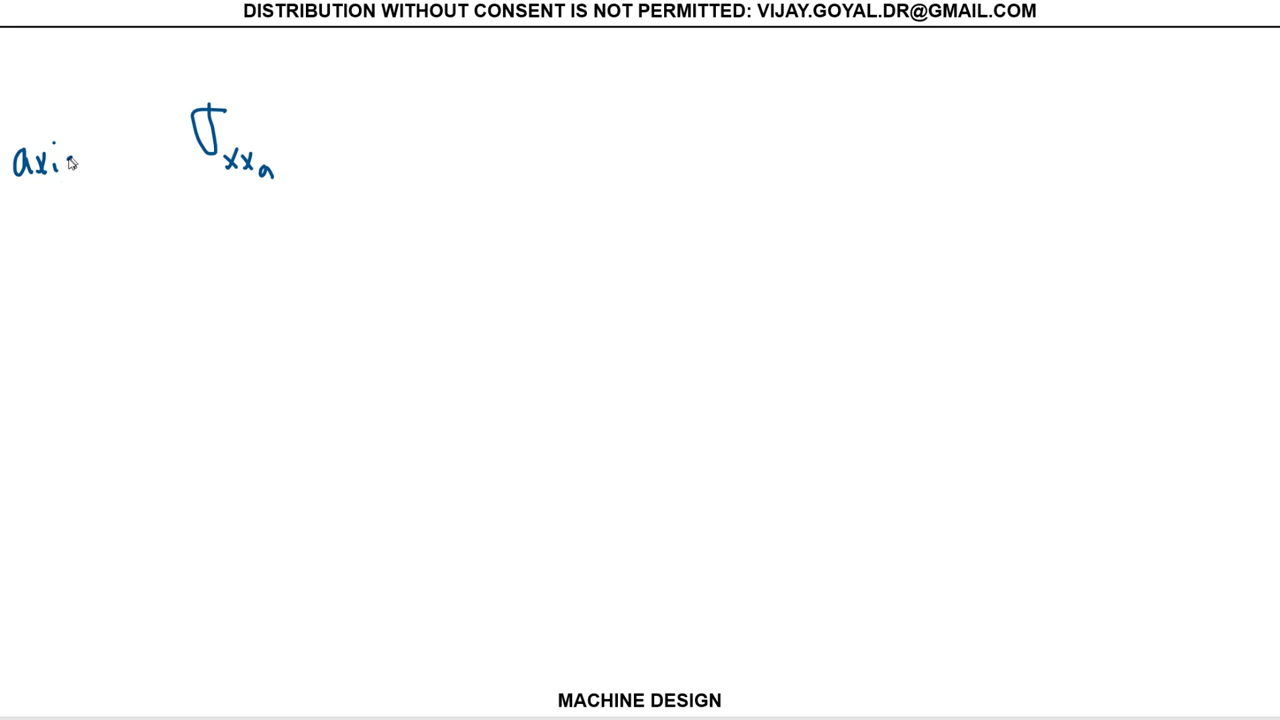 DISTRIBUTION WITHOUT CONSENT IS NOT PERMITTED: VIJAY.GOYAL.DR@GMAIL.COM
axi σxxa
MACHINE DESIGN